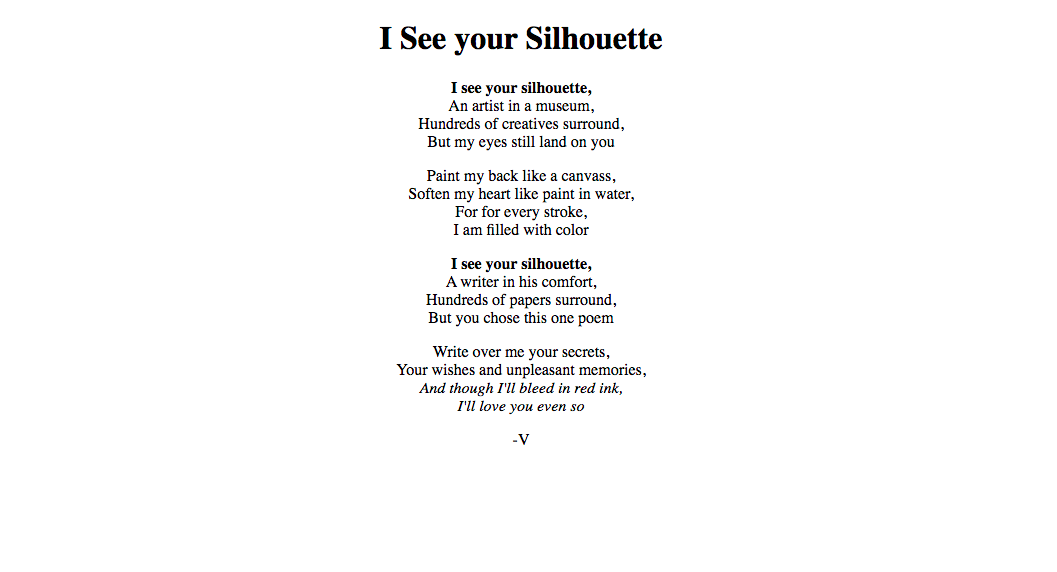 I See your Silhouette
I see your silhouette,
An artist in a museum,
Hundreds of creatives surround,
But my eyes still land on you
Paint my back like a canvass,
Soften my heart like paint in water,
For for every stroke,
I am filled with color
I see your silhouette,
A writer in his comfort,
Hundreds of papers surround,
But you chose this one poem
Write over me your secrets,
Your wishes and unpleasant memories,
And though I'll bleed in red ink,
I'll love you even so
-V